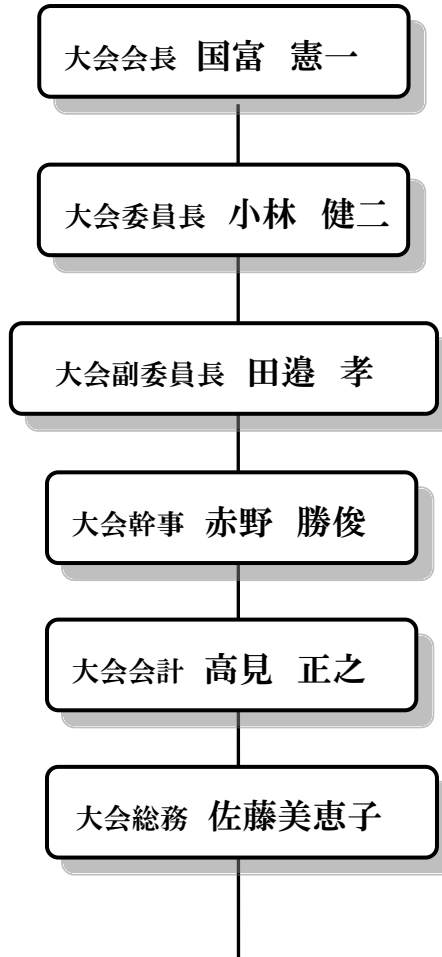 大会会長 国富 憲一
大会委員長 小林 健二
大会副委員長 田邉 孝
大会幹事 赤野 勝俊
大会会計 高見 正之
大会総務 佐藤美恵子